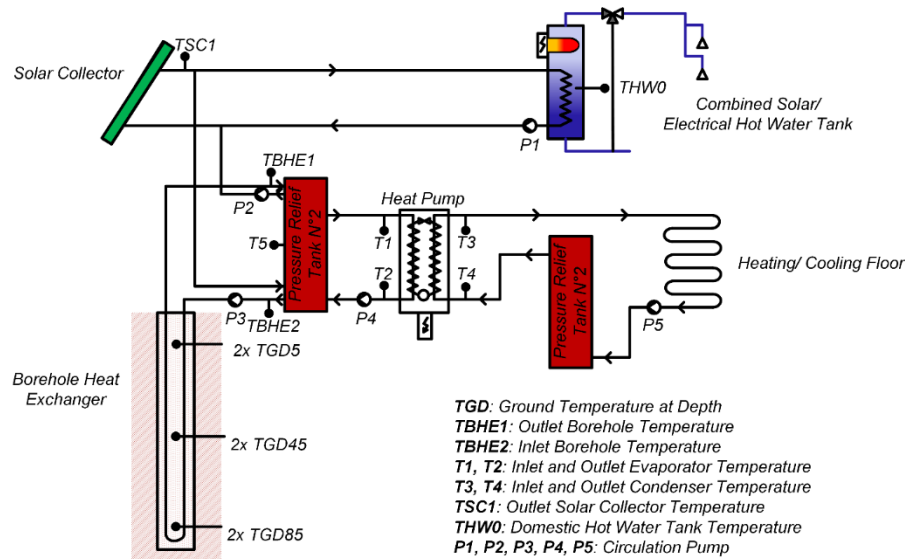 TSC1
Solar Collector
THW0
Combined Solar/
Electrical Hot Water Tank
P1
TBHE1
P2
Pressure Relief
Tank N°2
Heat Pump
T5
T1
T3
T2
T4
Pressure Relief
Tank N°2
Heating/ Cooling Floor
P3
TBHE2
P4
P5
2x TGD5
Borehole Heat
Exchanger
2x TGD45
2x TGD85
TGD: Ground Temperature at Depth
TBHE1: Outlet Borehole Temperature
TBHE2: Inlet Borehole Temperature
T1, T2: Inlet and Outlet Evaporator Temperature
T3, T4: Inlet and Outlet Condenser Temperature
TSC1: Outlet Solar Collector Temperature
THW0: Domestic Hot Water Tank Temperature
P1, P2, P3, P4, P5: Circulation Pump